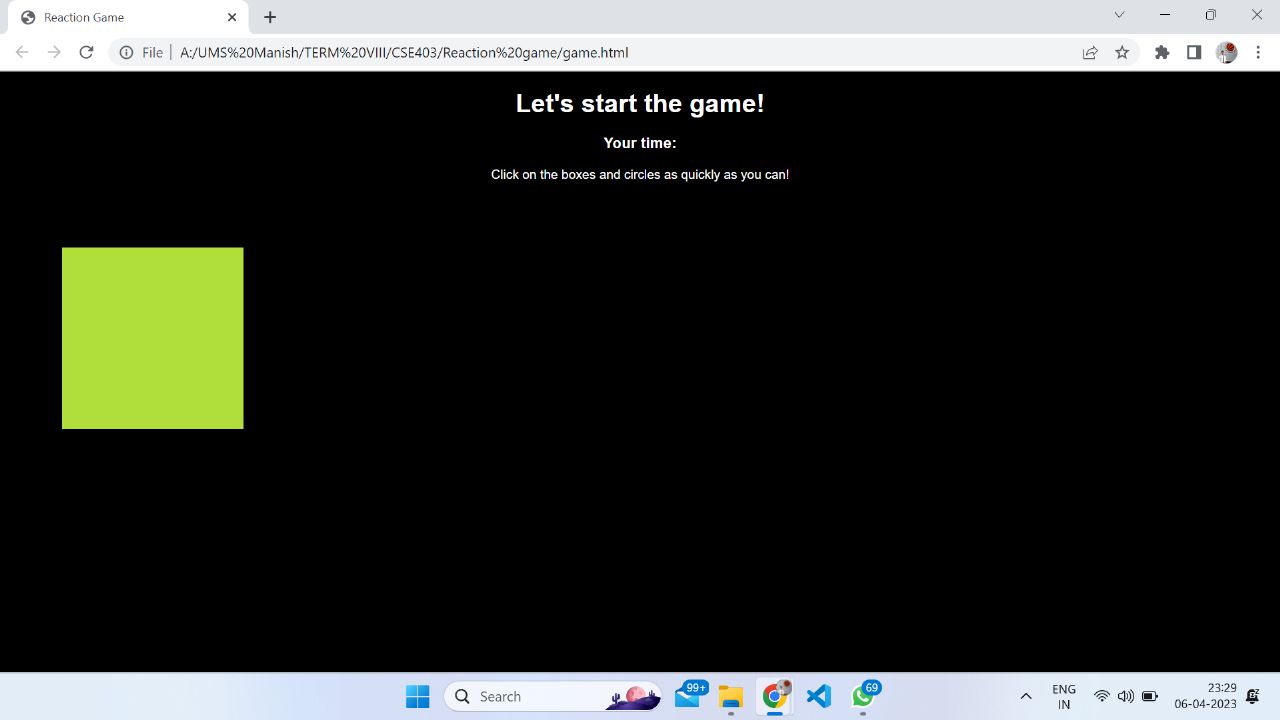 Reaction Game
File A:/UMS%20Manish/TERM%20VIII/CSE403/Reaction%20game/game.html
Let's start the game!
Your time:
Click on the boxes and circles as quickly as you can!
Search
99+
69
ENG
IN
23:29
06-04-2023